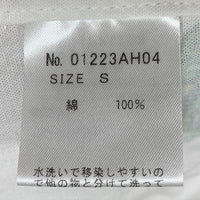 No. 01223AH04
SIZE S
綿 100%
水洗いで移染しやすいの
で他の物と分けて洗って